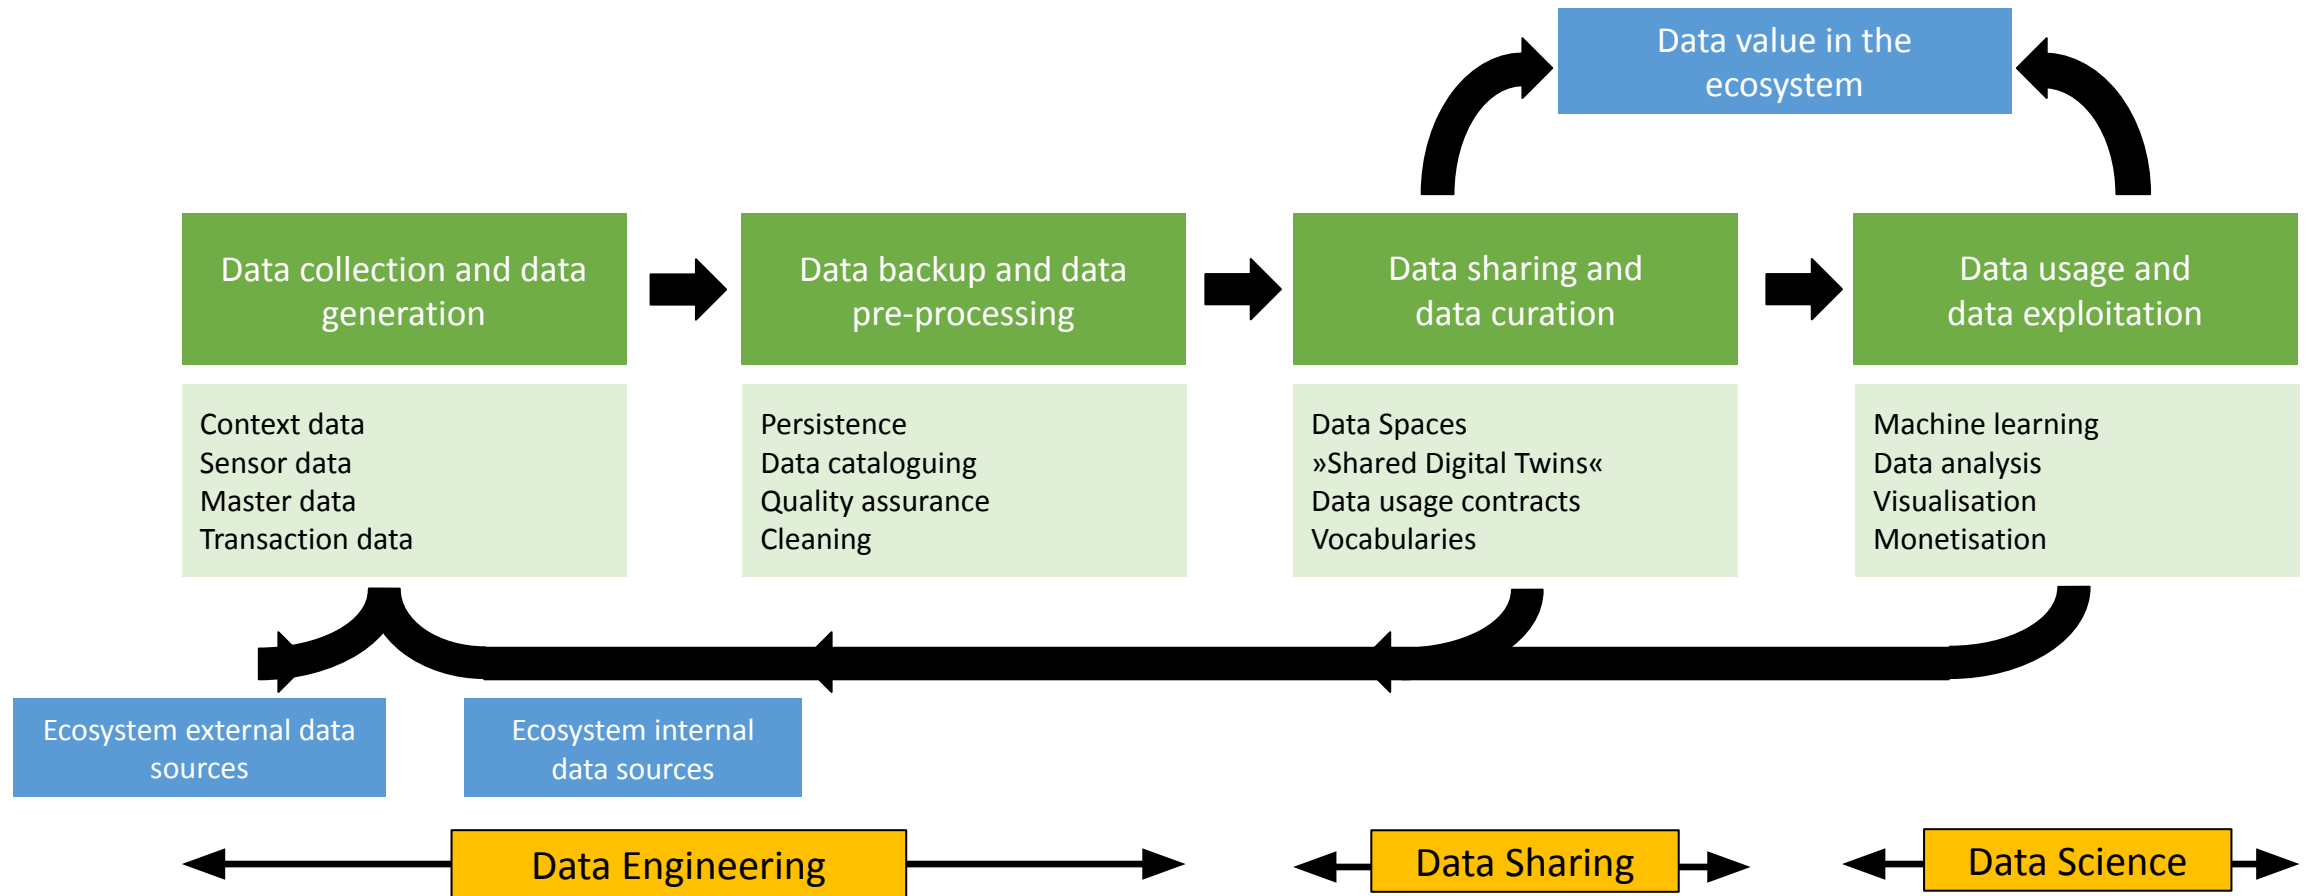 Data value in the
ecosystem
Data collection and data
generation
Data backup and data
pre-processing
Data sharing and
data curation
Data usage and
data exploitation
Context data
Sensor data
Master data
Transaction data
Persistence
Data cataloguing
Quality assurance
Cleaning
Data Spaces
»Shared Digital Twins«
Data usage contracts
Vocabularies
Machine learning
Data analysis
Visualisation
Monetisation
Ecosystem external data
sources
Ecosystem internal
data sources
Data Engineering
Data Sharing
Data Science